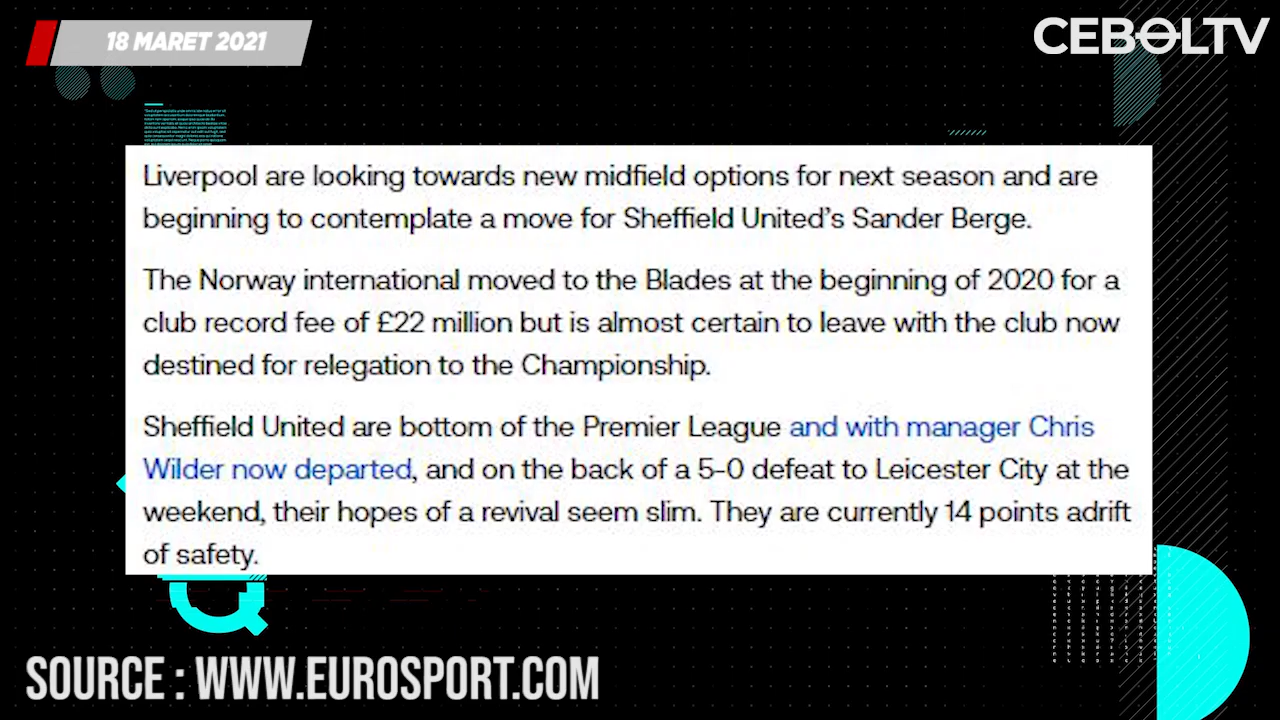 18 MARET 2021
CEBOLTV
Liverpool are looking towards new midfield options for next season and are
beginning to contemplate a move for Sheffield United’s Sander Berge.
The Norway international moved to the Blades at the beginning of 2020 for a
club record fee of £22 million but is almost certain to leave with the club now
destined for relegation to the Championship.
Sheffield United are bottom of the Premier League and with manager Chris
Wilder now departed, and on the back of a 5-0 defeat to Leicester City at the
weekend, their hopes of a revival seem slim. They are currently 14 points adrift
of safety.
SOURCE : WWW.EUROSPORT.COM